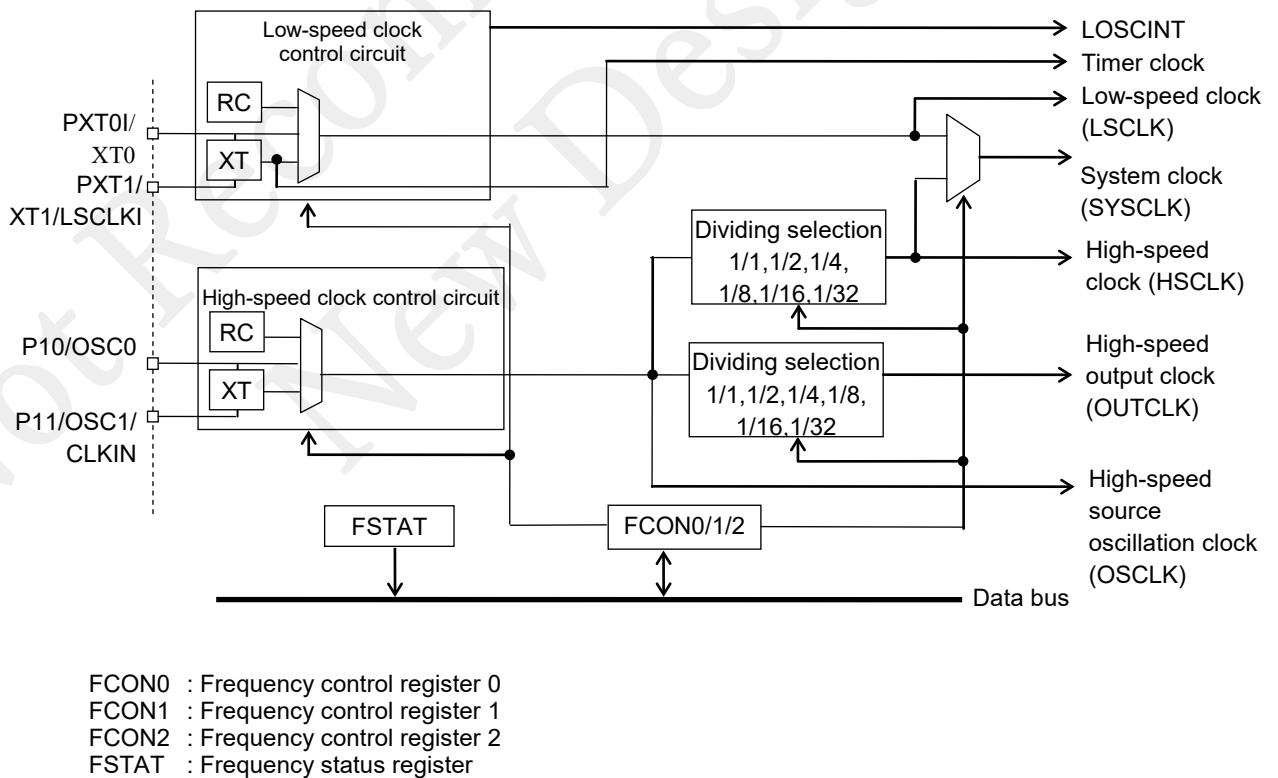 Low-speed clock
control circuit
RC
XT
PXT0I/
XT0
PXT1/
XT1/LSCLKI
High-speed clock control circuit
RC
XT
P10/OSC0
P11/OSC1/
CLKIN
Dividing selection
1/1,1/2,1/4,
1/8,1/16,1/32
Dividing selection
1/1,1/2,1/4,1/8,
1/16,1/32
LOSCINT
Timer clock
Low-speed clock
(LSCLK)
System clock
(SYSCLK)
High-speed
clock (HSCLK)
High-speed
output clock
(OUTCLK)
High-speed
source
oscillation clock
(OSCLK)
FSTAT
FCON0/1/2
Data bus
FCON0 : Frequency control register 0
FCON1 : Frequency control register 1
FCON2 : Frequency control register 2
FSTAT : Frequency status register
New Desi